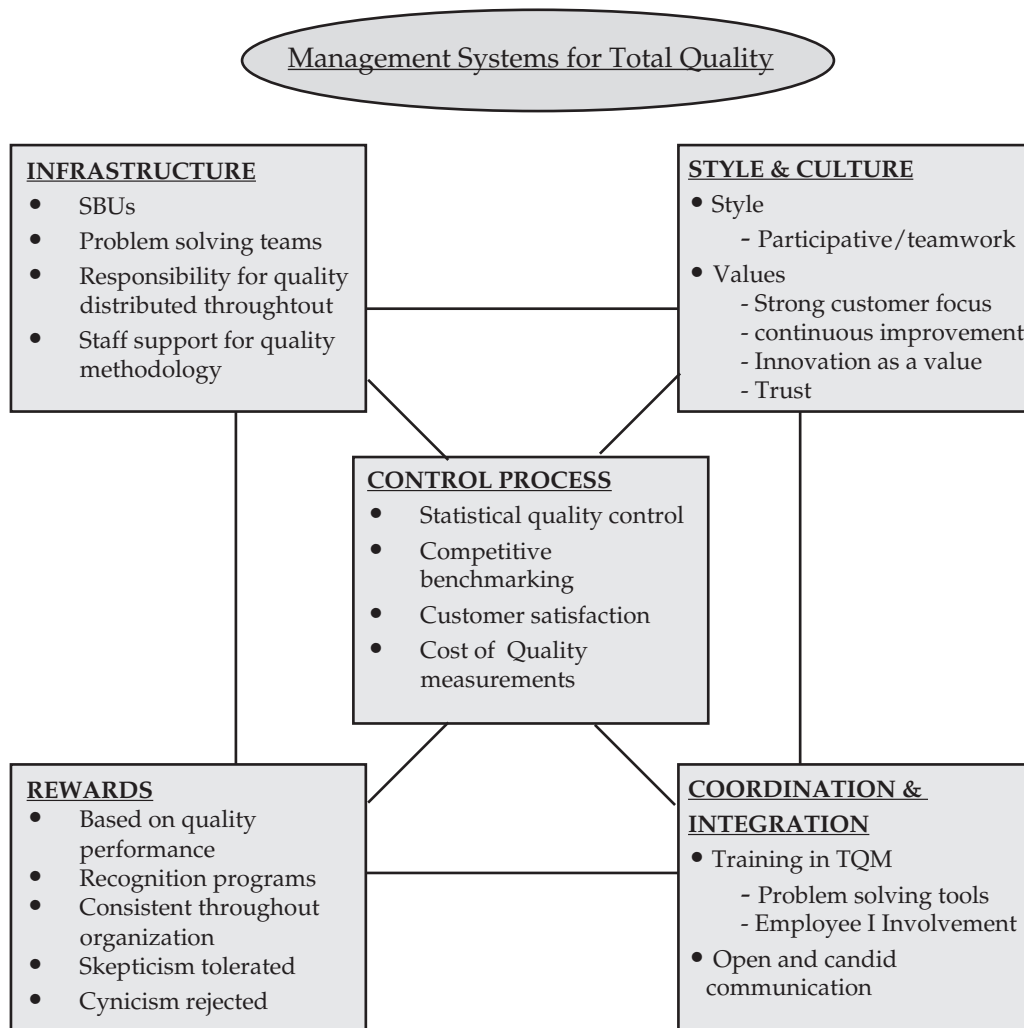 Management Systems for Total Quality
INFRASTRUCTURE
• SBUs
• Problem solving teams
• Responsibility for quality
distributed throughtout
• Staff support for quality
methodology
STYLE & CULTURE
• Style
- Participative/teamwork
• Values
- Strong customer focus
- continuous improvement
- Innovation as a value
- Trust
CONTROL PROCESS
• Statistical quality control
• Competitive
benchmarking
• Customer satisfaction
• Cost of Quality
measurements
REWARDS
• Based on quality
performance
• Recognition programs
• Consistent throughout
organization
• Skepticism tolerated
• Cynicism rejected
COORDINATION &
INTEGRATION
• Training in TQM
- Problem solving tools
- Employee I Involvement
• Open and candid
communication